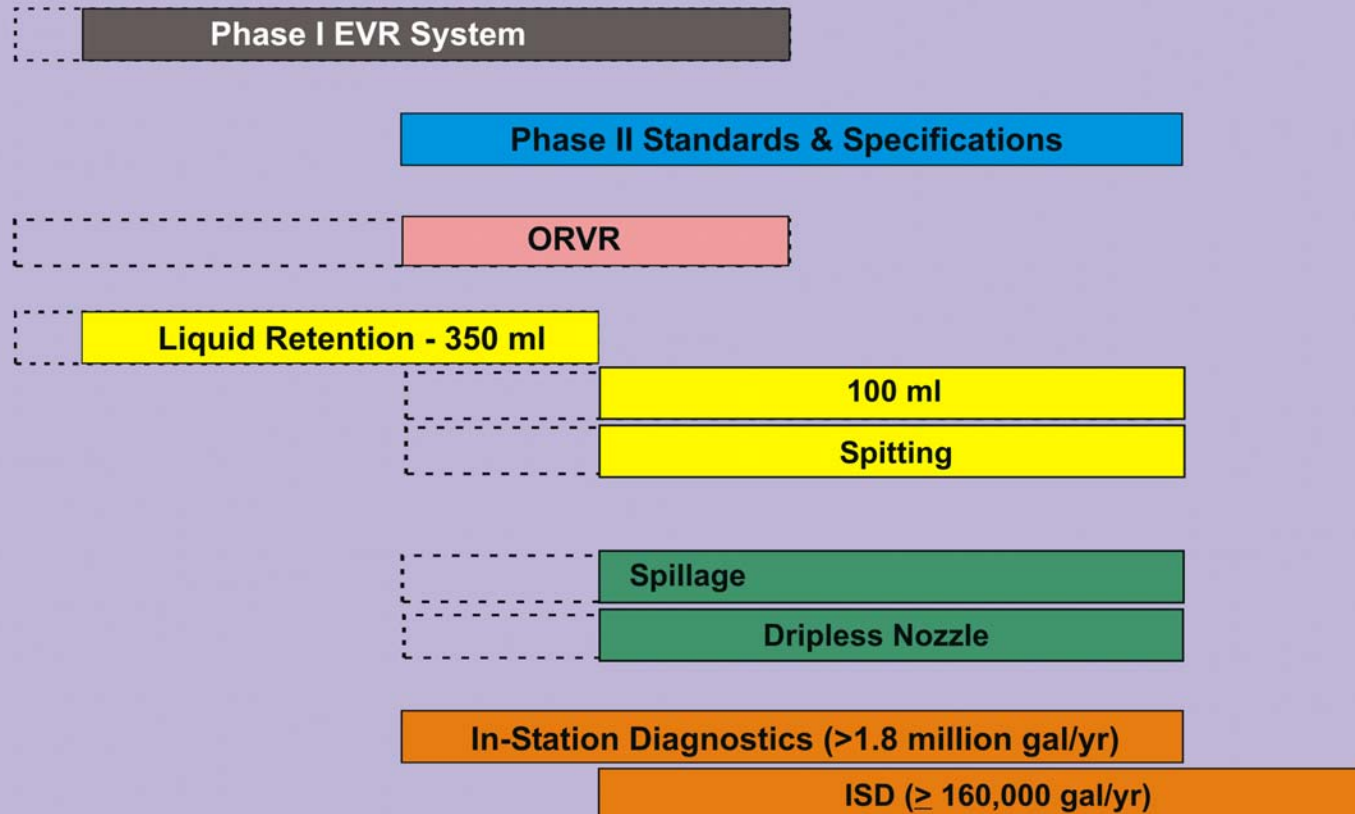 Phase I EVR System
Phase II Standards & Specifications
ORVR
Liquid Retention - 350 ml
100 ml
Spitting
Spillage
Dripless Nozzle
In-Station Diagnostics (>1.8 million gal/yr)
ISD (≥ 160,000 gal/yr)